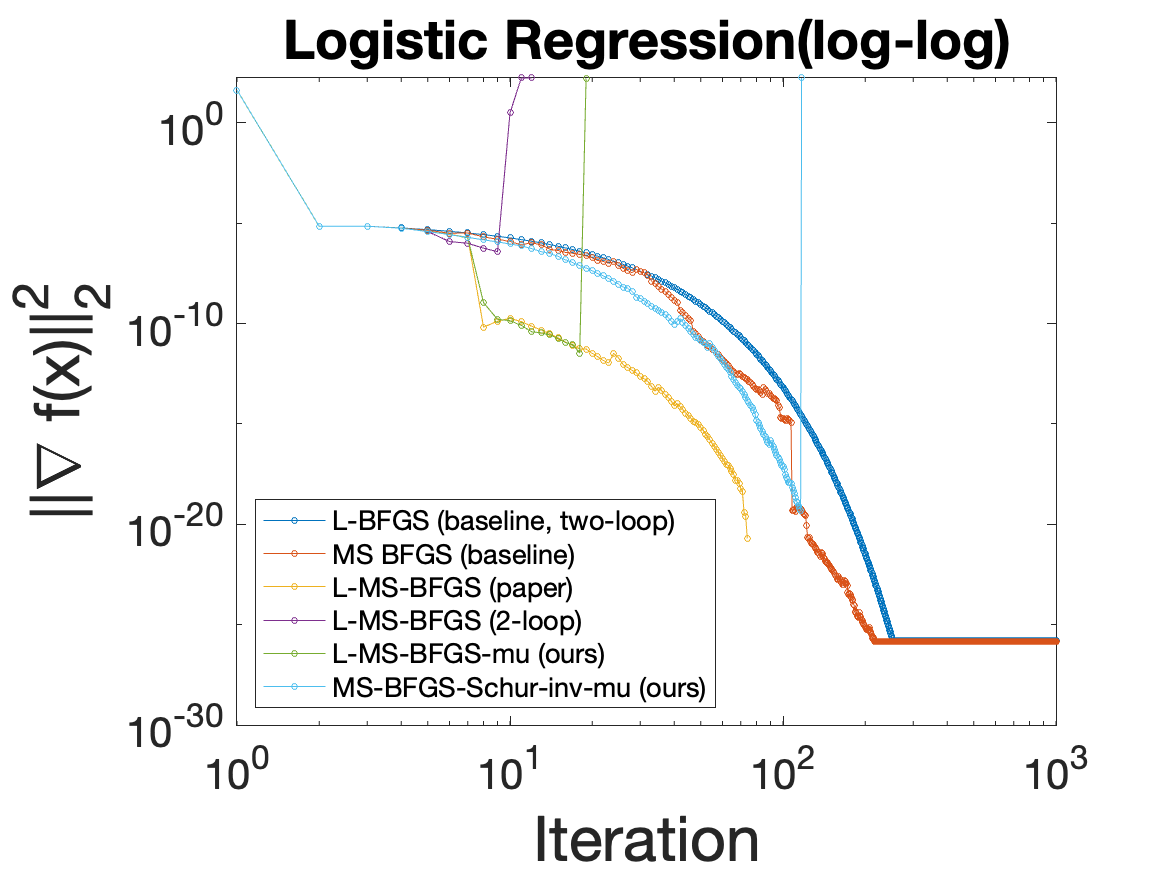 Logistic Regression(log-log)
10^0
10^-10
10^-20
10^-30
||∇ f(x)||_2^2
L-BFGS (baseline, two-loop)
MS BFGS (baseline)
L-MS-BFGS (paper)
L-MS-BFGS (2-loop)
L-MS-BFGS-mu (ours)
MS-BFGS-Schur-inv-mu (ours)
10^0 10^1 10^2 10^3
Iteration